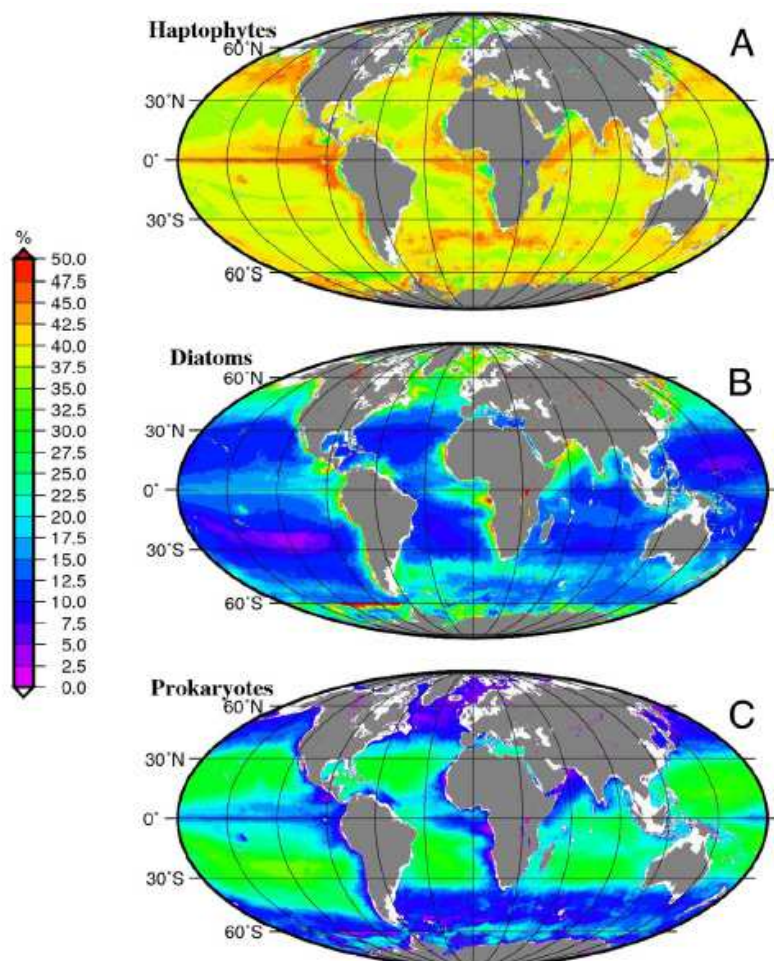 Haptophytes
A
60°N
30°N
0°
30°S
60°S
%
50.0
47.5
45.0
42.5
40.0
37.5
35.0
32.5
30.0
27.5
25.0
22.5
20.0
17.5
15.0
12.5
10.0
7.5
5.0
2.5
0.0
Diatoms
B
60°N
30°N
0°
30°S
60°S
Prokaryotes
C
60°N
30°N
0°
30°S
60°S